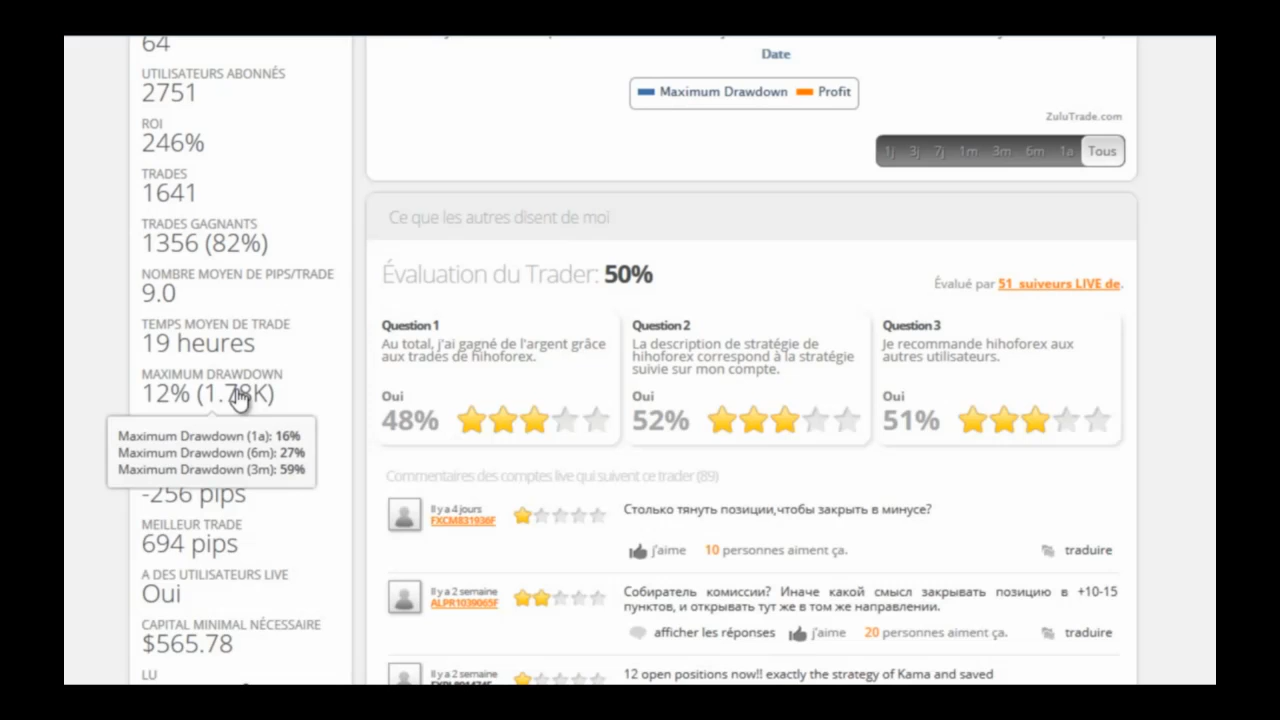 64
UTILISATEURS ABONNÉS
2751
ROI
246%
TRADES
1641
TRADES GAGNANTS
1356 (82%)
NOMBRE MOYEN DE PIPS/TRADE
9.0
TEMPS MOYEN DE TRADE
19 heures
MAXIMUM DRAWDOWN
12% (1.78K)
Maximum Drawdown (1a): 16%
Maximum Drawdown (6m): 27%
Maximum Drawdown (3m): 59%
-256 pips
MEILLEUR TRADE
694 pips
A DES UTILISATEURS LIVE
Oui
CAPITAL MINIMAL NÉCESSAIRE
$565.78
LU
Date
Maximum Drawdown Profit
ZuluTrade.com
1j 3j 7j 1m 3m 6m 1a Tous
Ce que les autres disent de moi
Évaluation du Trader: 50%
Évalué par 51 suiveurs LIVE de.
Question 1
Au total, j'ai gagné de l'argent grâce
aux trades de hihoforex.
Oui
48%
Question 2
La description de stratégie de
hihoforex correspond à la stratégie
suivie sur mon compte.
Oui
52%
Question 3
Je recommande hihoforex aux
autres utilisateurs.
Oui
51%
Commentaires des comptes live qui suivent ce trader (89)
Il y a 4 jours
FXCM831936F
Столько тянуть позиции,чтобы закрыть в минусе?
j'aime 10 personnes aiment ça. traduire
Il y a 2 semaine
ALPR1039065F
Собиратель комиссии? Иначе какой смысл закрывать позицию в +10-15
пунктов, и открывать тут же в том же направлении.
afficher les réponses j'aime 20 personnes aiment ça. traduire
Il y a 2 semaine
12 open positions now!! exactly the strategy of Kama and saved